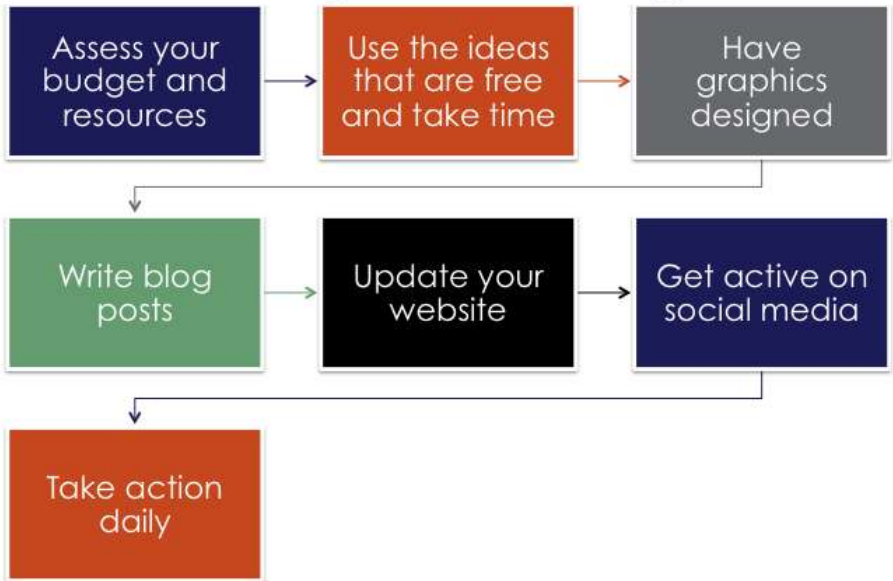 Assess your
budget and
resources
Use the ideas
that are free
and take time
Have
graphics
designed
Write blog
posts
Update your
website
Get active on
social media
Take action
daily